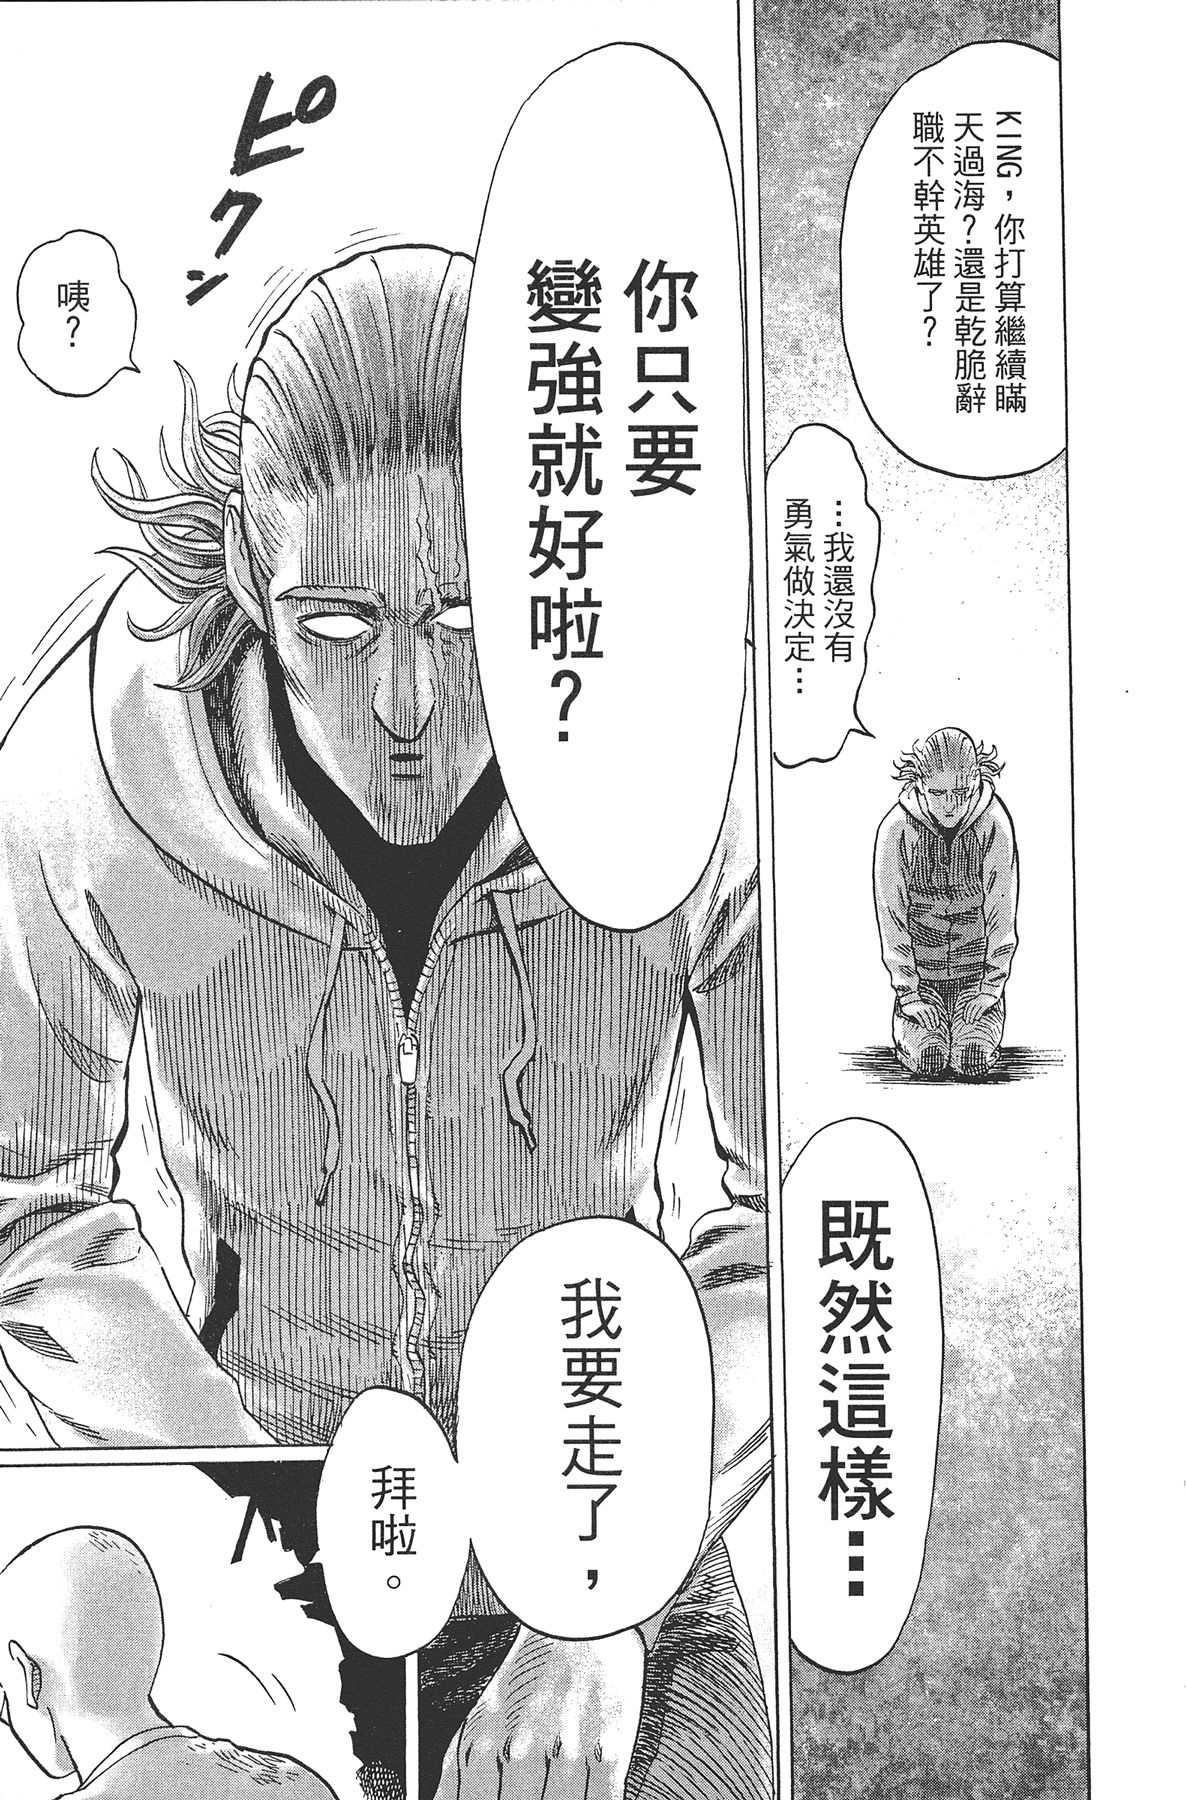 KING，你打算繼續瞞
天過海？還是乾脆辭
職不幹英雄了？
…我還沒有
勇氣做決定…
既然這樣…
你只要
變強就好啦？
ピクン
咦？
我要走了，
拜啦。